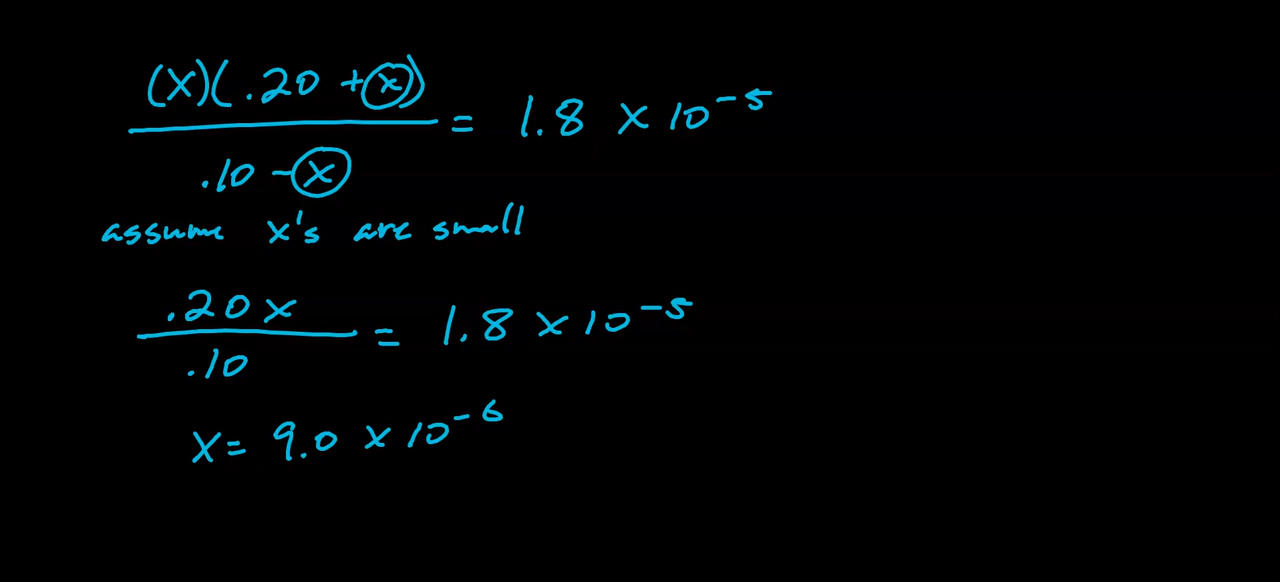 (x)(.20 + x) / .10 - x = 1.8 x 10^-5
assume x's are small
.20x / .10 = 1.8 x 10^-5
x = 9.0 x 10^-6